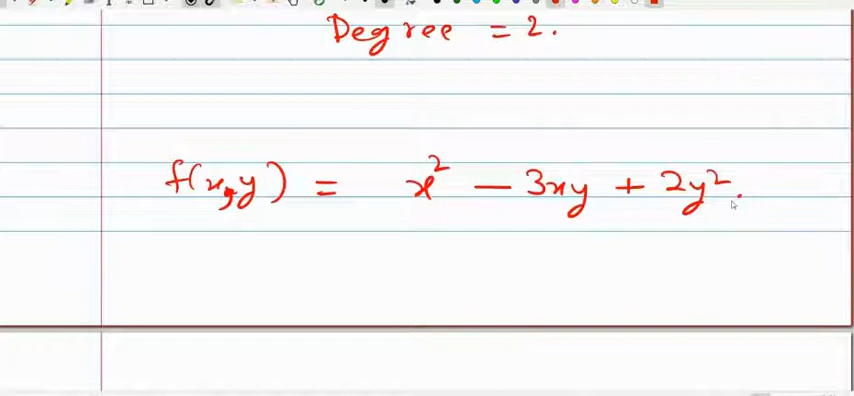 Degree = 2.
f(x,y) = x² - 3xy + 2y².